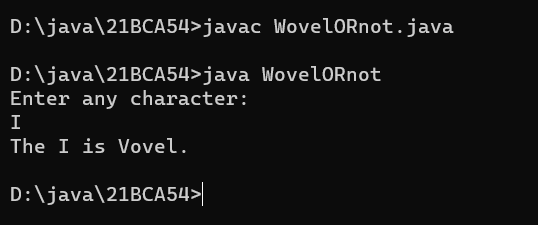 D:\java\21BCA54>javac WovelORnot.java
D:\java\21BCA54>java WovelORnot
Enter any character:
I
The I is Vovel.
D:\java\21BCA54>